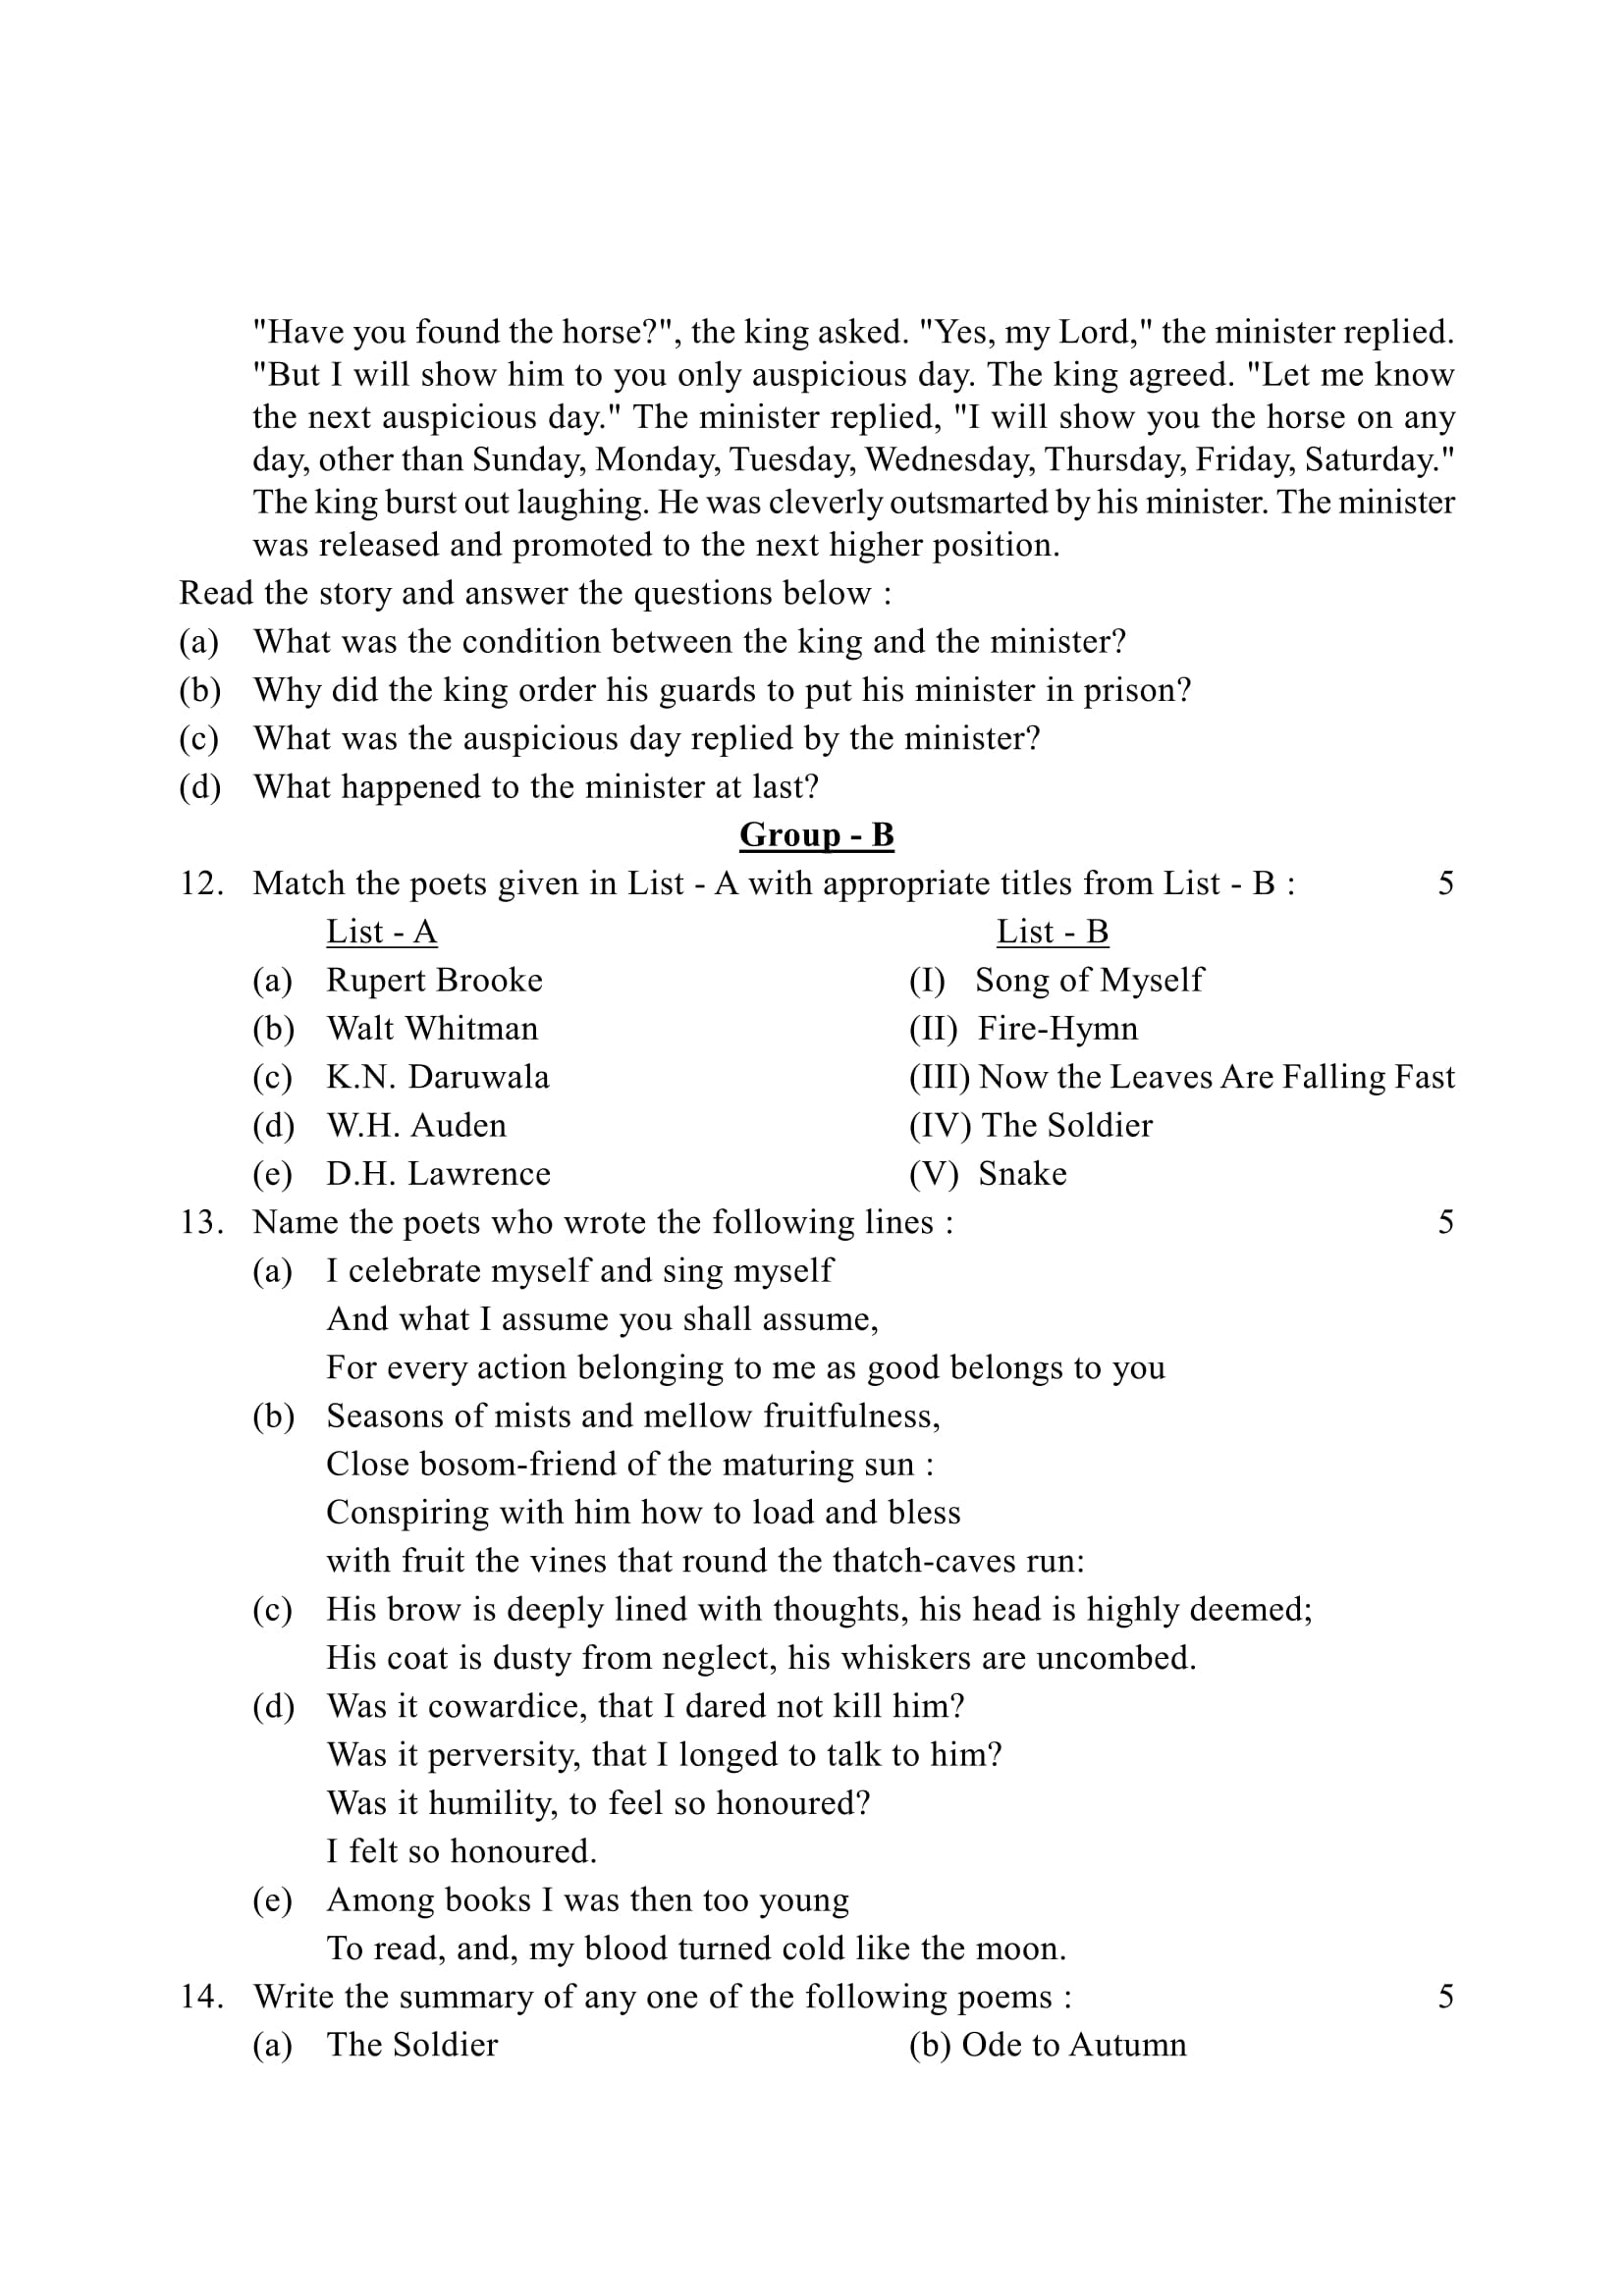 "Have you found the horse?", the king asked. "Yes, my Lord," the minister replied.
"But I will show him to you only auspicious day. The king agreed. "Let me know
the next auspicious day." The minister replied, "I will show you the horse on any
day, other than Sunday, Monday, Tuesday, Wednesday, Thursday, Friday, Saturday."
The king burst out laughing. He was cleverly outsmarted by his minister. The minister
was released and promoted to the next higher position.
Read the story and answer the questions below :
(a) What was the condition between the king and the minister?
(b) Why did the king order his guards to put his minister in prison?
(c) What was the auspicious day replied by the minister?
(d) What happened to the minister at last?
Group - B
12. Match the poets given in List - A with appropriate titles from List - B : 5
List - A List - B
(a) Rupert Brooke (I) Song of Myself
(b) Walt Whitman (II) Fire-Hymn
(c) K.N. Daruwala (III) Now the Leaves Are Falling Fast
(d) W.H. Auden (IV) The Soldier
(e) D.H. Lawrence (V) Snake
13. Name the poets who wrote the following lines : 5
(a) I celebrate myself and sing myself
And what I assume you shall assume,
For every action belonging to me as good belongs to you
(b) Seasons of mists and mellow fruitfulness,
Close bosom-friend of the maturing sun :
Conspiring with him how to load and bless
with fruit the vines that round the thatch-caves run:
(c) His brow is deeply lined with thoughts, his head is highly deemed;
His coat is dusty from neglect, his whiskers are uncombed.
(d) Was it cowardice, that I dared not kill him?
Was it perversity, that I longed to talk to him?
Was it humility, to feel so honoured?
I felt so honoured.
(e) Among books I was then too young
To read, and, my blood turned cold like the moon.
14. Write the summary of any one of the following poems : 5
(a) The Soldier (b) Ode to Autumn